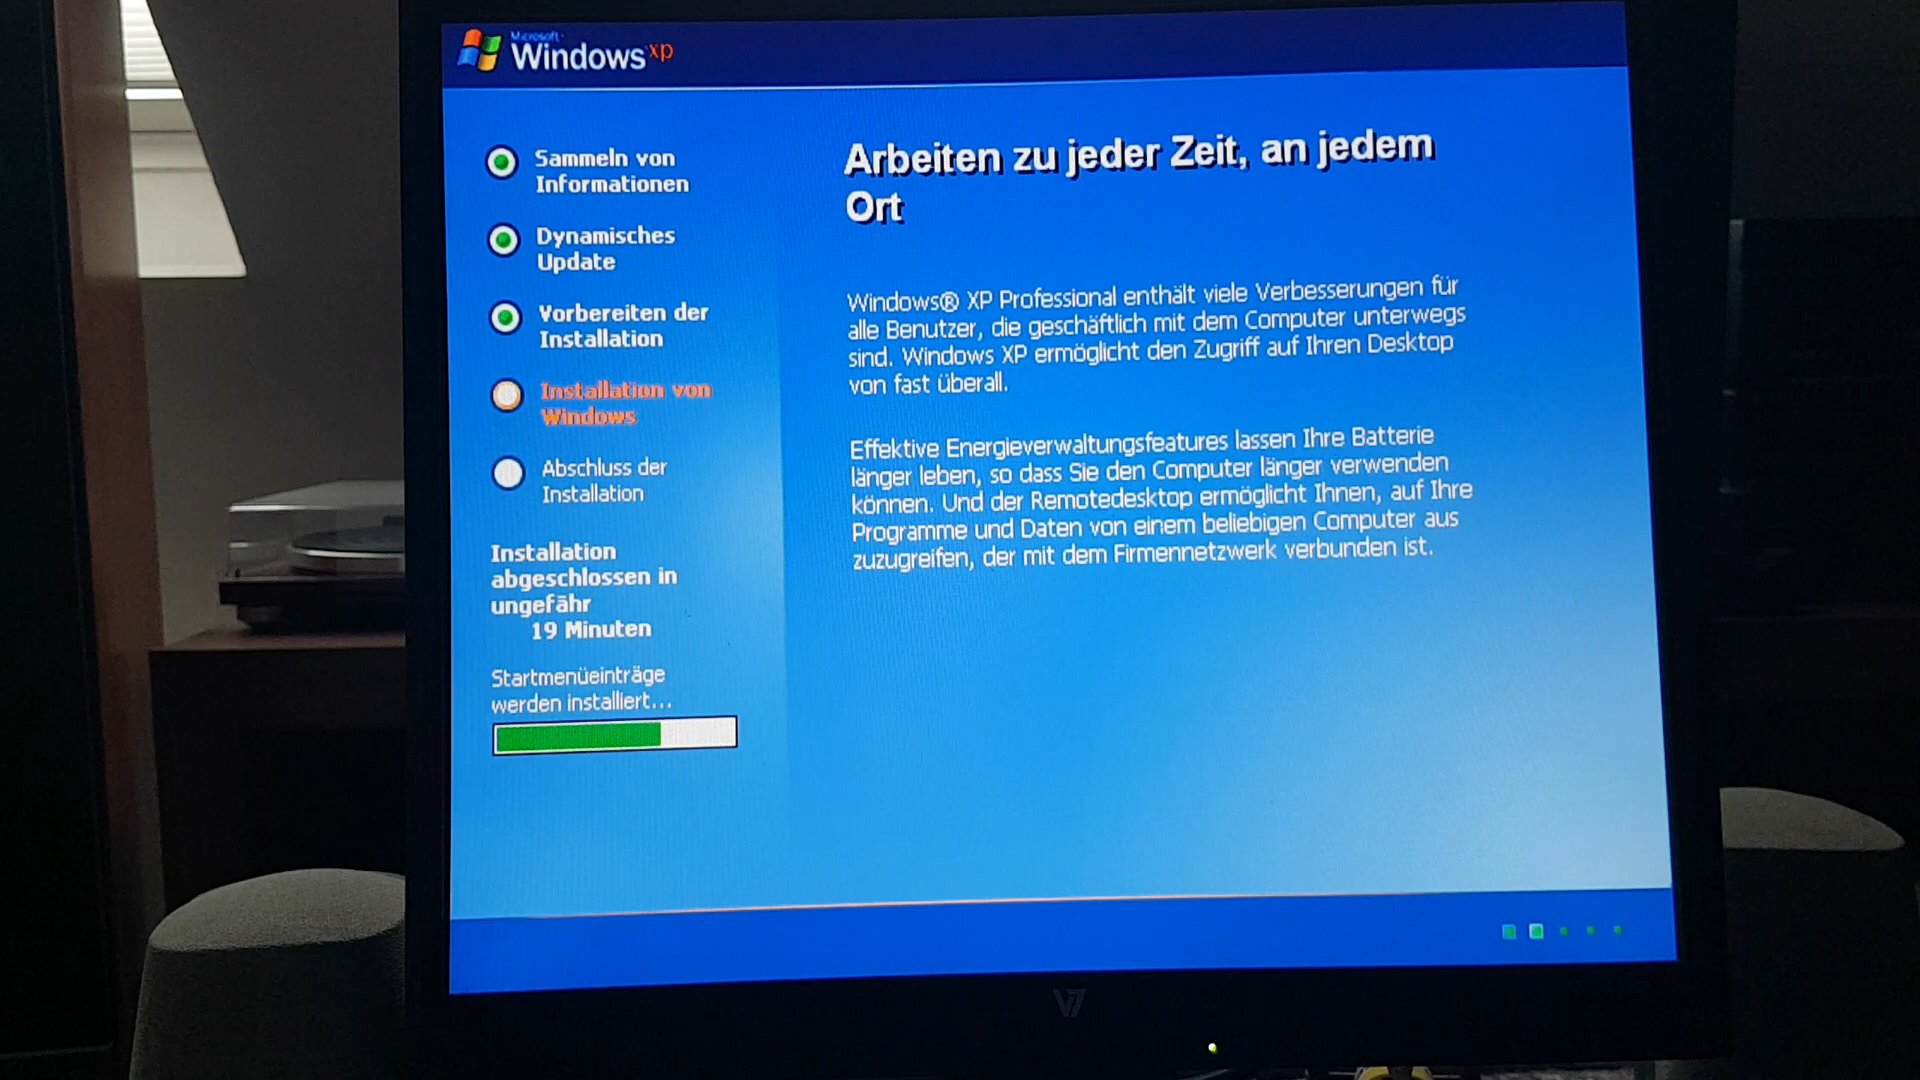 Microsoft
Windows xp
Sammeln von
Informationen
Dynamisches
Update
Vorbereiten der
Installation
Installation von
Windows
Abschluss der
Installation
Installation
abgeschlossen in
ungefähr
19 Minuten
Startmenüeinträge
werden installiert...
Arbeiten zu jeder Zeit, an jedem
Ort
Windows® XP Professional enthält viele Verbesserungen für
alle Benutzer, die geschäftlich mit dem Computer unterwegs
sind. Windows XP ermöglicht den Zugriff auf Ihren Desktop
von fast überall.
Effektive Energieverwaltungsfeatures lassen Ihre Batterie
länger leben, so dass Sie den Computer länger verwenden
können. Und der Remotedesktop ermöglicht Ihnen, auf Ihre
Programme und Daten von einem beliebigen Computer aus
zuzugreifen, der mit dem Firmennetzwerk verbunden ist.
V7